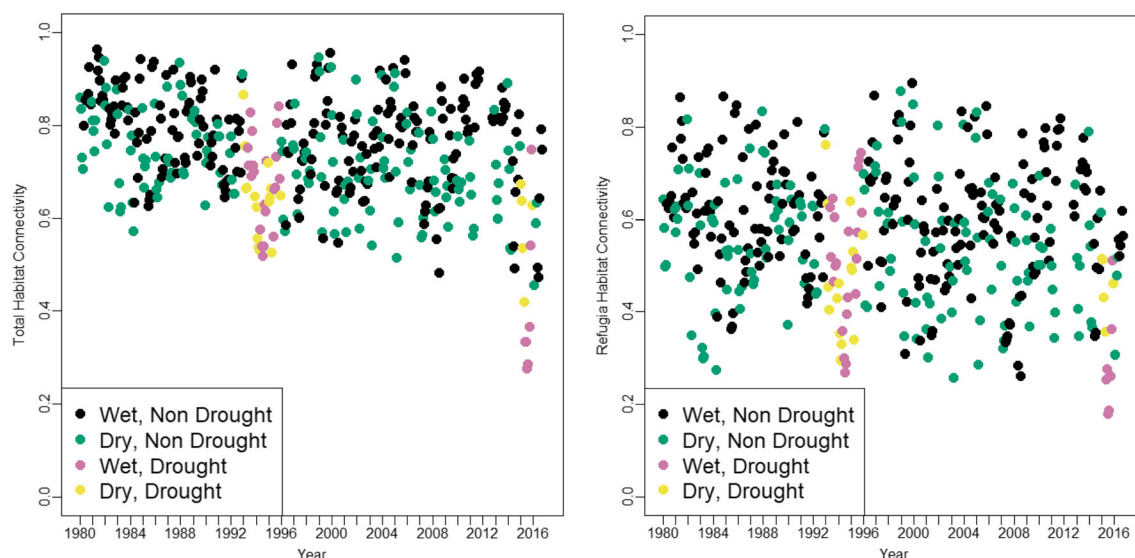 Total Habitat Connectivity
1.0
0.8
0.6
0.4
0.2
0.0
Wet, Non Drought
Dry, Non Drought
Wet, Drought
Dry, Drought
1980 1984 1988 1992 1996 2000 2004 2008 2012 2016
Year
Refugia Habitat Connectivity
1.0
0.8
0.6
0.4
0.2
0.0
Wet, Non Drought
Dry, Non Drought
Wet, Drought
Dry, Drought
1980 1984 1988 1992 1996 2000 2004 2008 2012 2016
Year